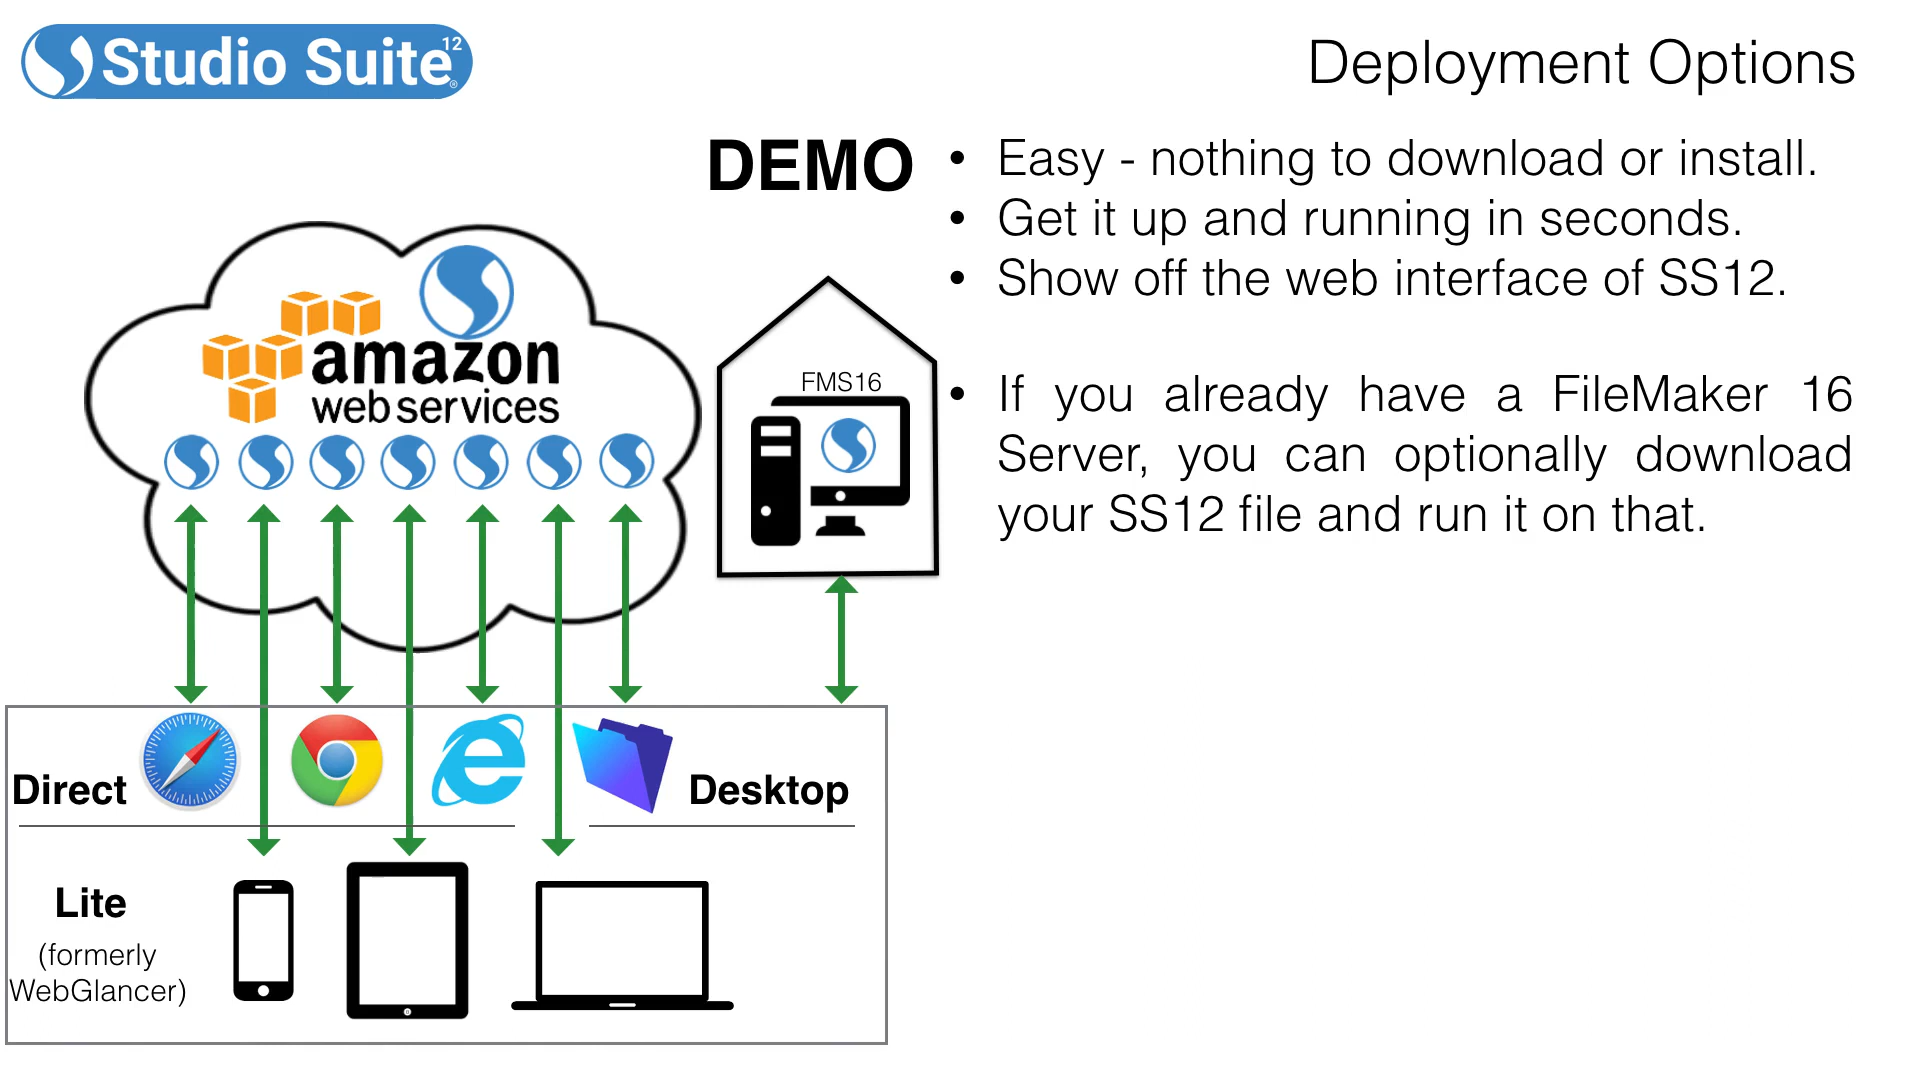 Studio Suite 12 ®
Deployment Options
DEMO
• Easy - nothing to download or install.
• Get it up and running in seconds.
• Show off the web interface of SS12.
• If you already have a FileMaker 16
Server, you can optionally download
your SS12 file and run it on that.
amazon
web services
FMS16
Direct
Desktop
Lite
(formerly
WebGlancer)